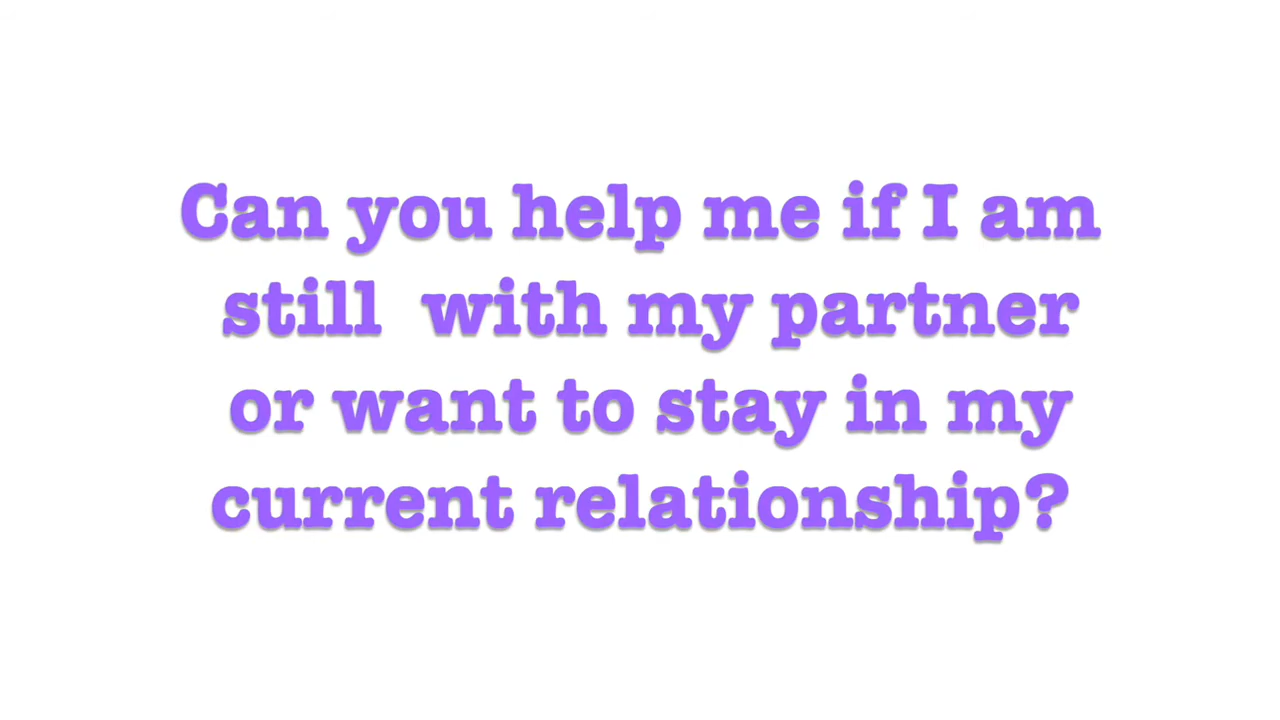 Can you help me if I am
still  with my partner
or want to stay in my
current relationship?